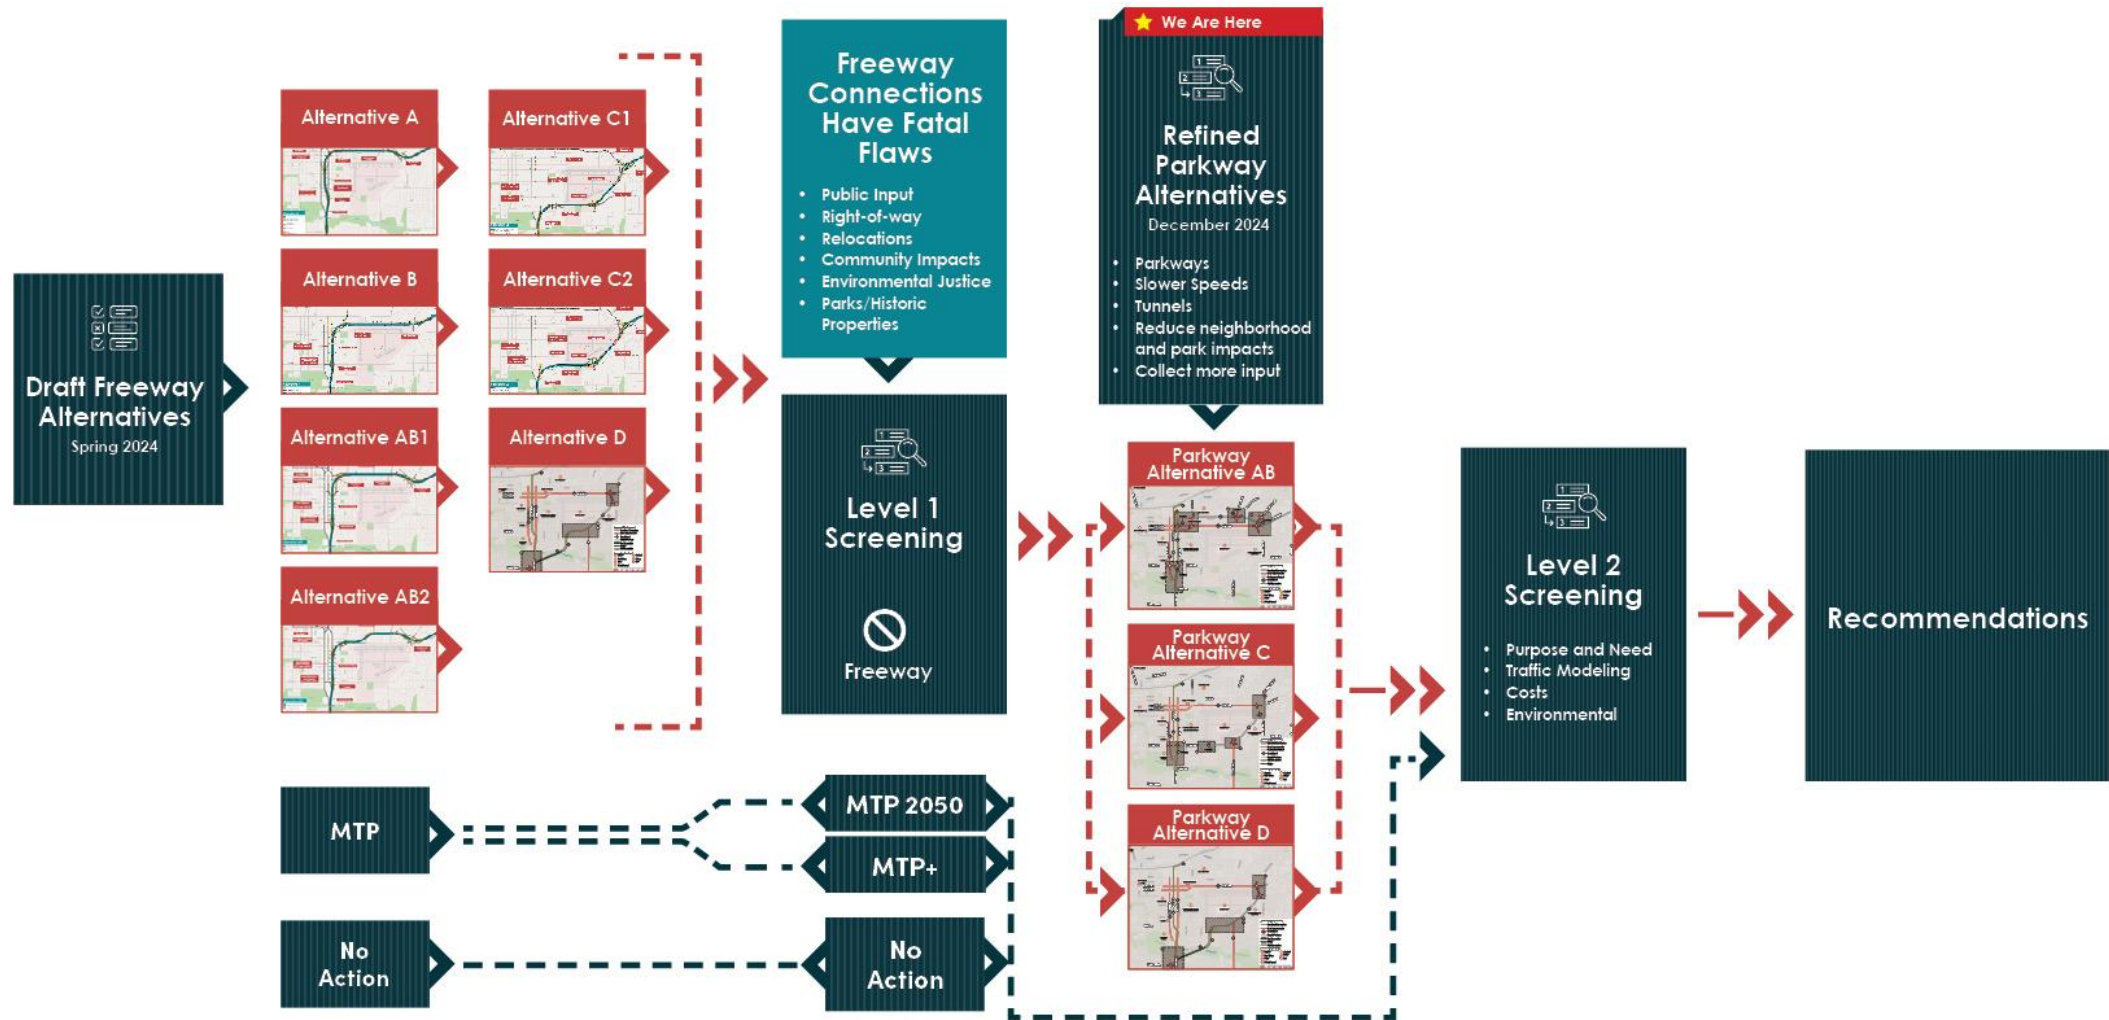 Draft Freeway
Alternatives
Spring 2024
Alternative A
Alternative C1
Alternative B
Alternative C2
Alternative AB1
Alternative D
Alternative AB2
MTP
No
Action
Freeway
Connections
Have Fatal
Flaws
• Public Input
• Right-of-way
• Relocations
• Community Impacts
• Environmental Justice
• Parks/Historic
Properties
Level 1
Screening
Freeway
MTP 2050
MTP+
No
Action
We Are Here
Refined
Parkway
Alternatives
December 2024
• Parkways
• Slower Speeds
• Tunnels
• Reduce neighborhood
and park impacts
• Collect more input
Parkway
Alternative AB
Parkway
Alternative C
Parkway
Alternative D
Level 2
Screening
• Purpose and Need
• Traffic Modeling
• Costs
• Environmental
Recommendations